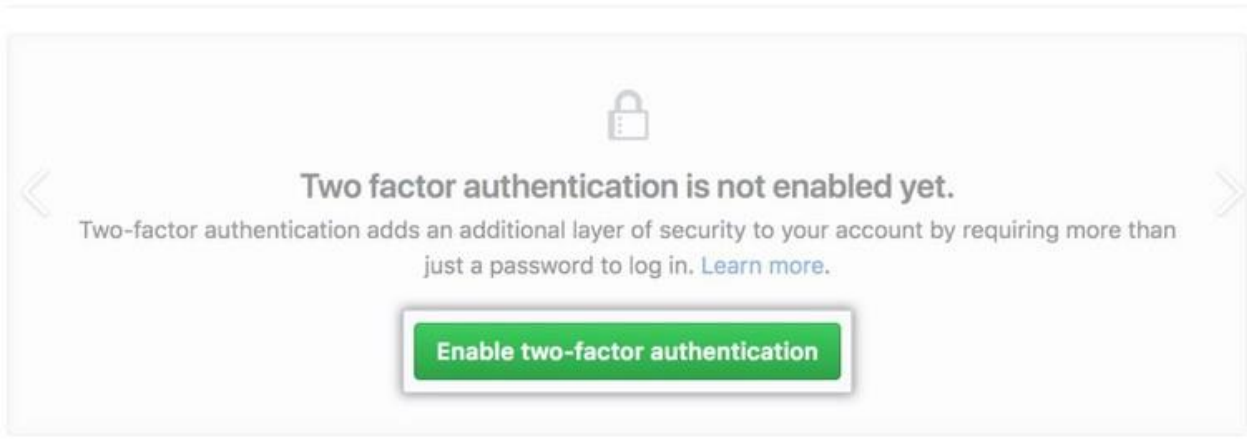 Two factor authentication is not enabled yet.
Two-factor authentication adds an additional layer of security to your account by requiring more than
just a password to log in. Learn more.
Enable two-factor authentication